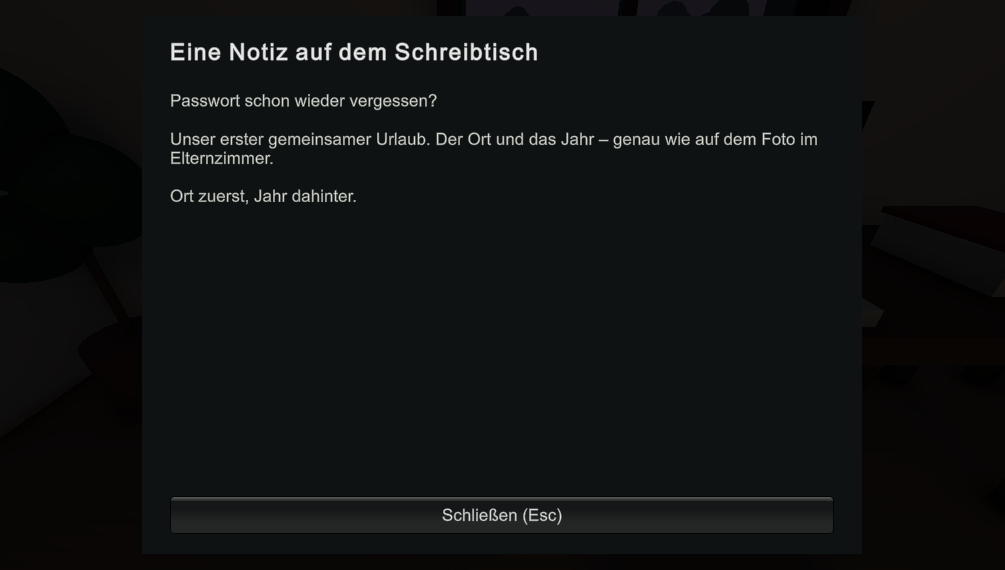 Eine Notiz auf dem Schreibtisch
Passwort schon wieder vergessen?
Unser erster gemeinsamer Urlaub. Der Ort und das Jahr – genau wie auf dem Foto im
Elternzimmer.
Ort zuerst, Jahr dahinter.
Schließen (Esc)